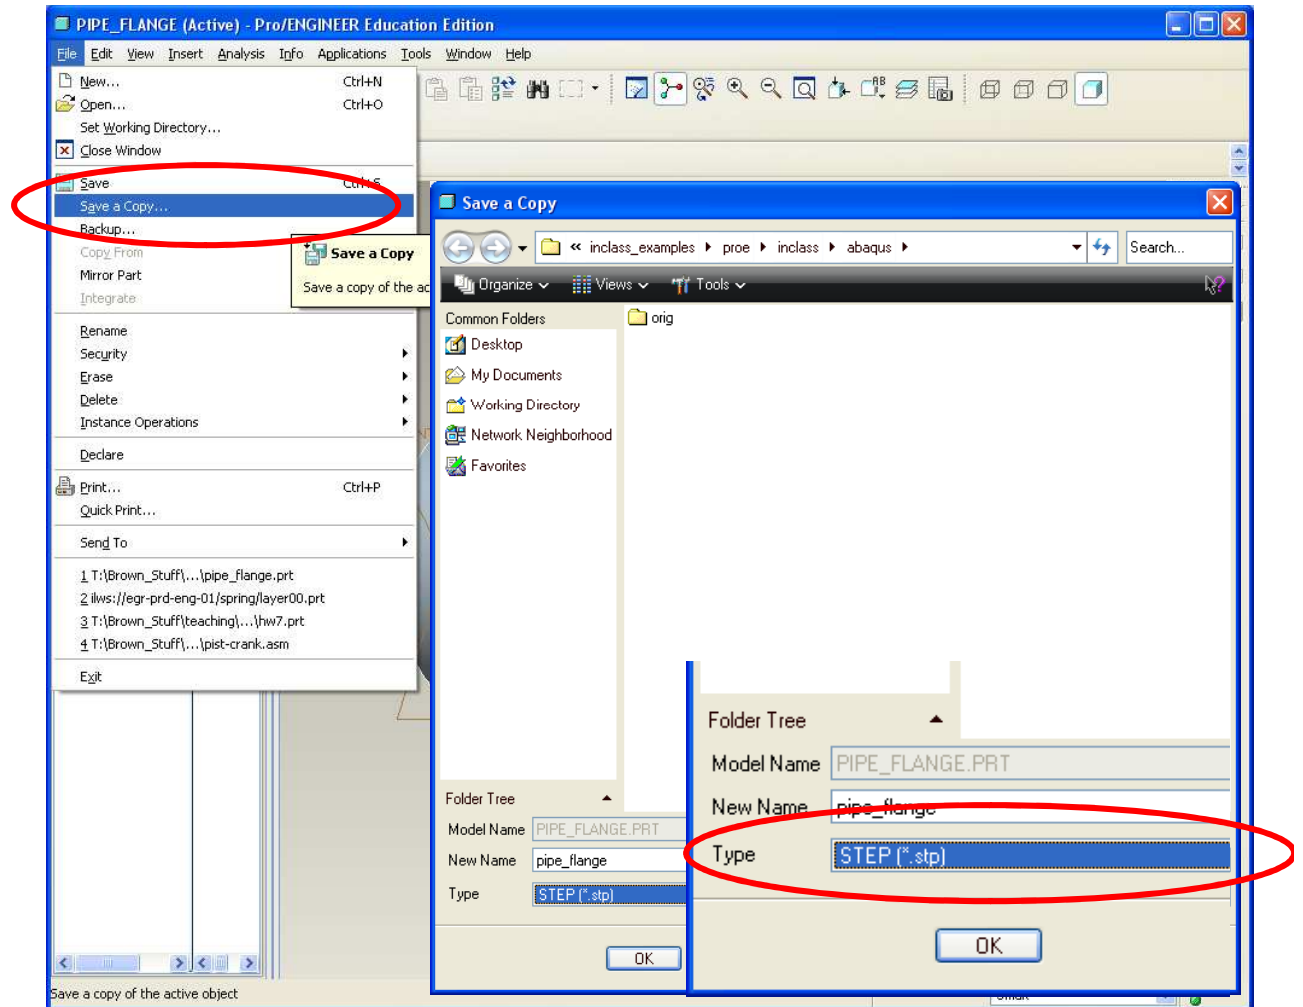 PIPE_FLANGE (Active) - Pro/ENGINEER Education Edition
File Edit View Insert Analysis Info Applications Tools Window Help
New... Ctrl+N
Open... Ctrl+O
Set Working Directory...
Close Window
Save Ctrl+S
Save a Copy...
Backup...
Copy From
Mirror Part
Integrate
Rename
Security
Erase
Delete
Instance Operations
Declare
Print... Ctrl+P
Quick Print...
Send To
1 T:\Brown_Stuff\...\pipe_flange.prt
2 ilws://egr-prd-eng-01/spring/layer00.prt
3 T:\Brown_Stuff\teaching\...\hw7.prt
4 T:\Brown_Stuff\...\pist-crank.asm
Exit
Save a Copy
Save a copy of the ac
Save a Copy
« inclass_examples proe inclass abaqus
Search...
Organize Views Tools
Common Folders
Desktop
My Documents
Working Directory
Network Neighborhood
Favorites
orig
Folder Tree
Model Name PIPE_FLANGE.PRT
New Name pipe_flange
Type STEP (*.stp)
OK
Folder Tree
Model Name PIPE_FLANGE.PRT
New Name pipe_flange
Type STEP (*.stp)
OK
Save a copy of the active object